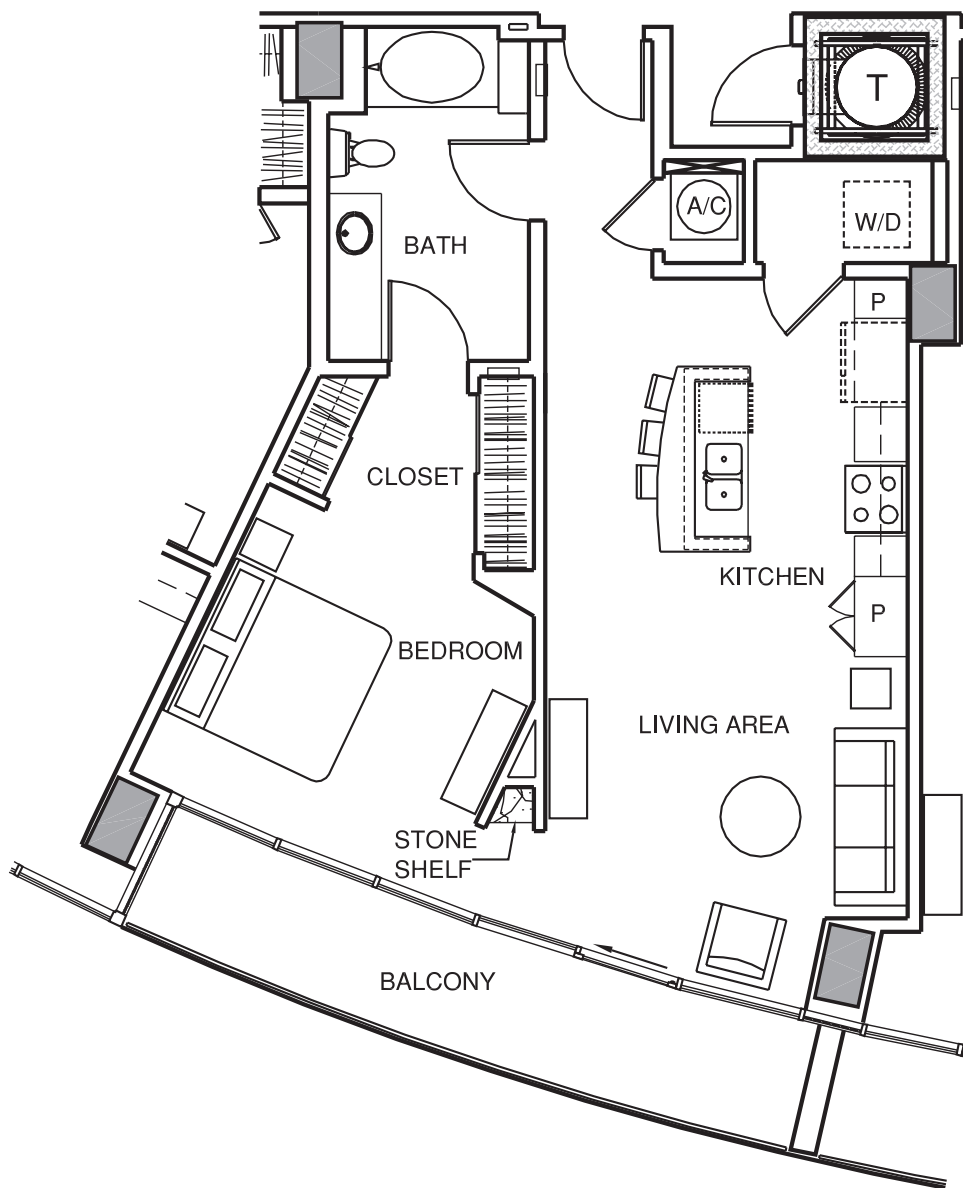 T
A/C
W/D
BATH
P
CLOSET
KITCHEN
P
BEDROOM
LIVING AREA
STONE
SHELF
BALCONY